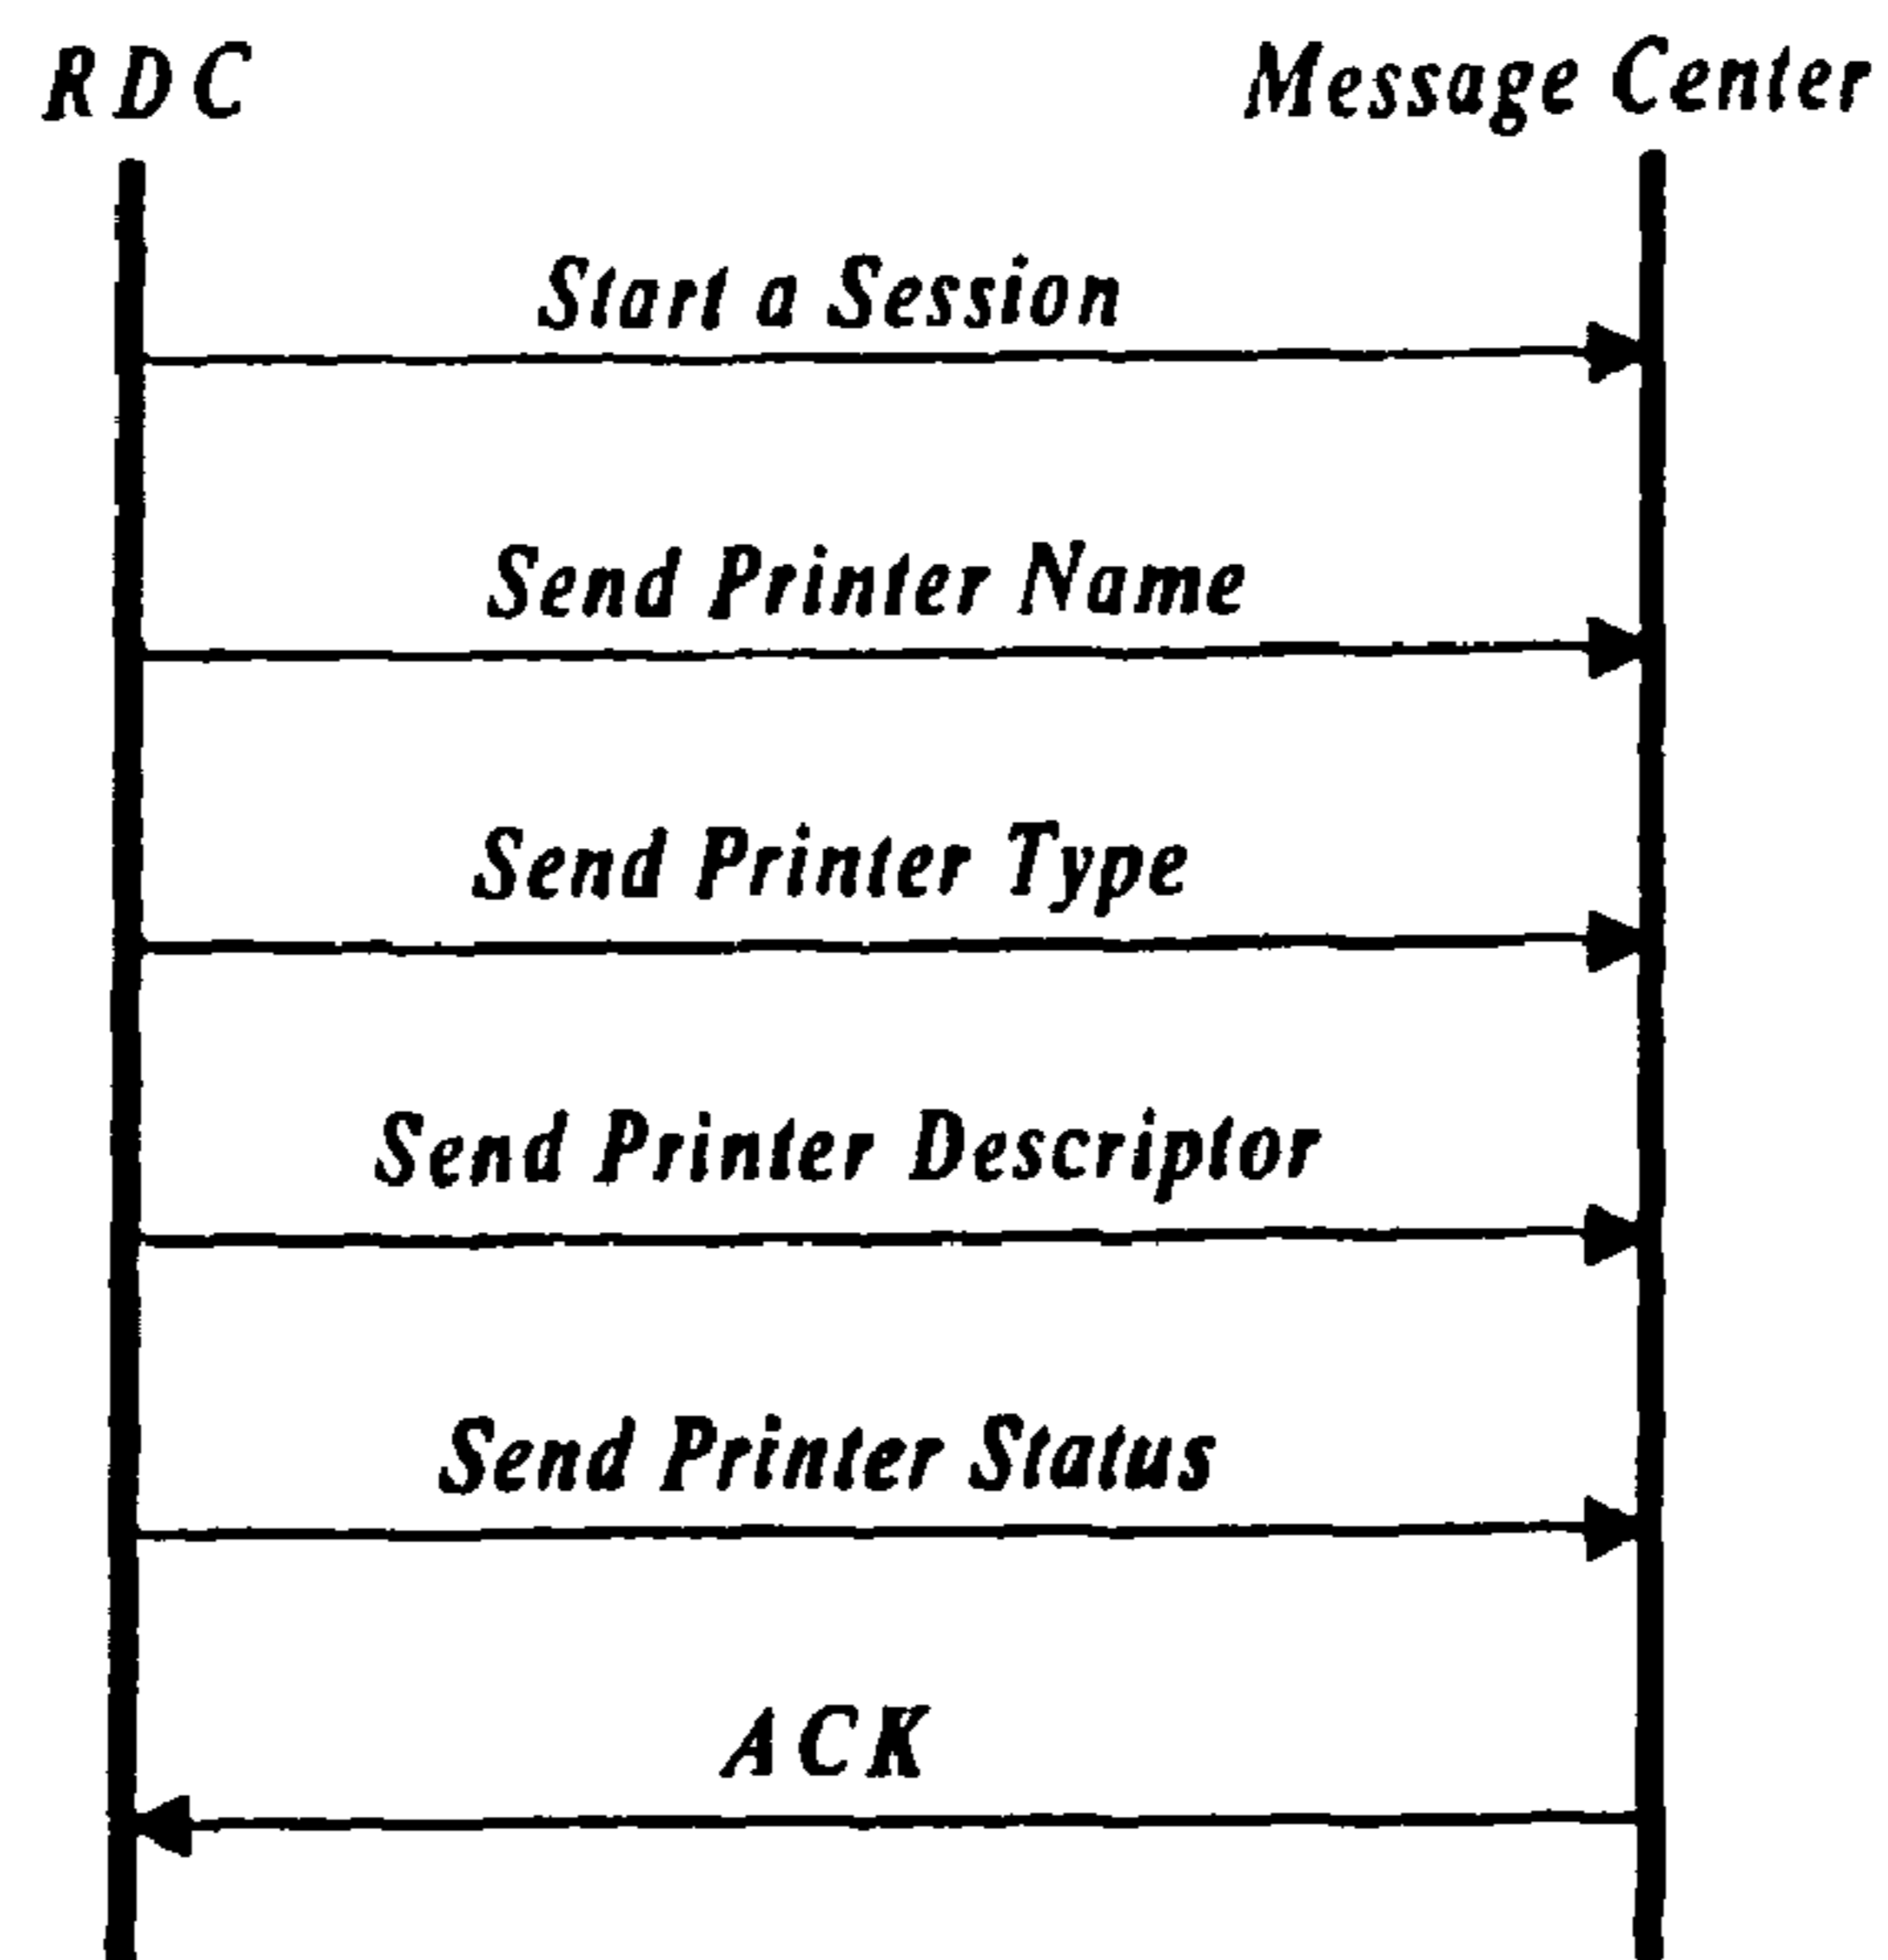 RDC
Message Center
Start a Session
Send Printer Name
Send Printer Type
Send Printer Descriptor
Send Printer Status
ACK